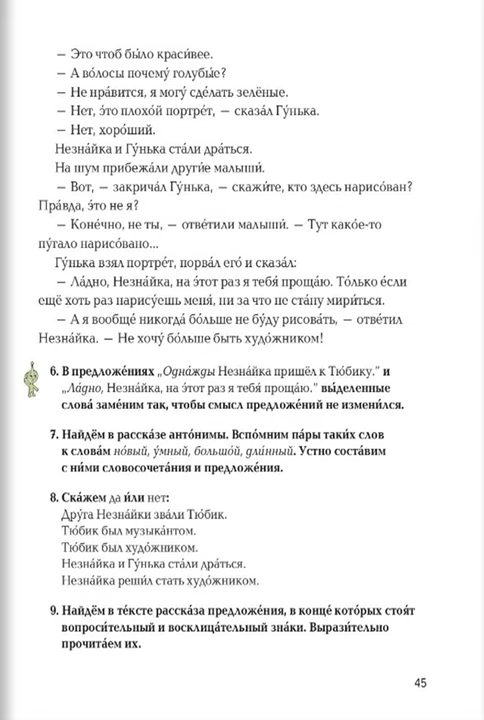 — Э́то чтоб бы́ло краси́вее.
— А во́лосы почему́ голубы́е?
— Не нра́вится, я могу́ сде́лать зелёные.
— Нет, э́то плохо́й портре́т, — сказа́л Гу́нька.
— Нет, хоро́ший.
Незна́йка и Гу́нька ста́ли дра́ться.
На шум прибежа́ли други́е малыши́.
— Вот, — закрича́л Гу́нька, — скажи́те, кто здесь нарисо́ван?
Пра́вда, э́то не я?
— Коне́чно, не ты, — отве́тили малыши́. — Тут како́е-то
пу́гало нарисо́вано...
Гу́нька взял портре́т, порва́л его́ и сказа́л:
— Ла́дно, Незна́йка, на э́тот раз я тебя́ проща́ю. То́лько е́сли
ещё хоть раз нарису́ешь меня́, ни за что не ста́ну мири́ться.
— А я вообще́ никогда́ бо́льше не бу́ду рисова́ть, — отве́тил
Незна́йка. — Не хочу́ бо́льше быть худо́жником!
6. В предложе́ниях „Одна́жды Незна́йка пришёл к Тю́бику.” и
„Ла́дно, Незна́йка, на э́тот раз я тебя́ проща́ю.” вы́деленные
слова́ заме́ним так, что́бы смысл предложе́ний не измени́лся.
7. Найдём в расска́зе анто́нимы. Вспо́мним па́ры таки́х слов
к слова́м но́вый, у́мный, большо́й, дли́нный. У́стно соста́вим
с ни́ми словосочета́ния и предложе́ния.
8. Ска́жем да и́ли нет:
Дру́га Незна́йки зва́ли Тю́бик.
Тю́бик был музыка́нтом.
Тю́бик был худо́жником.
Незна́йка и Гу́нька ста́ли дра́ться.
Незна́йка реши́л стать худо́жником.
9. Найдём в те́ксте расска́за предложе́ния, в конце́ кото́рых стоя́т
вопроси́тельный и восклица́тельный зна́ки. Вырази́тельно
прочита́ем их.
45